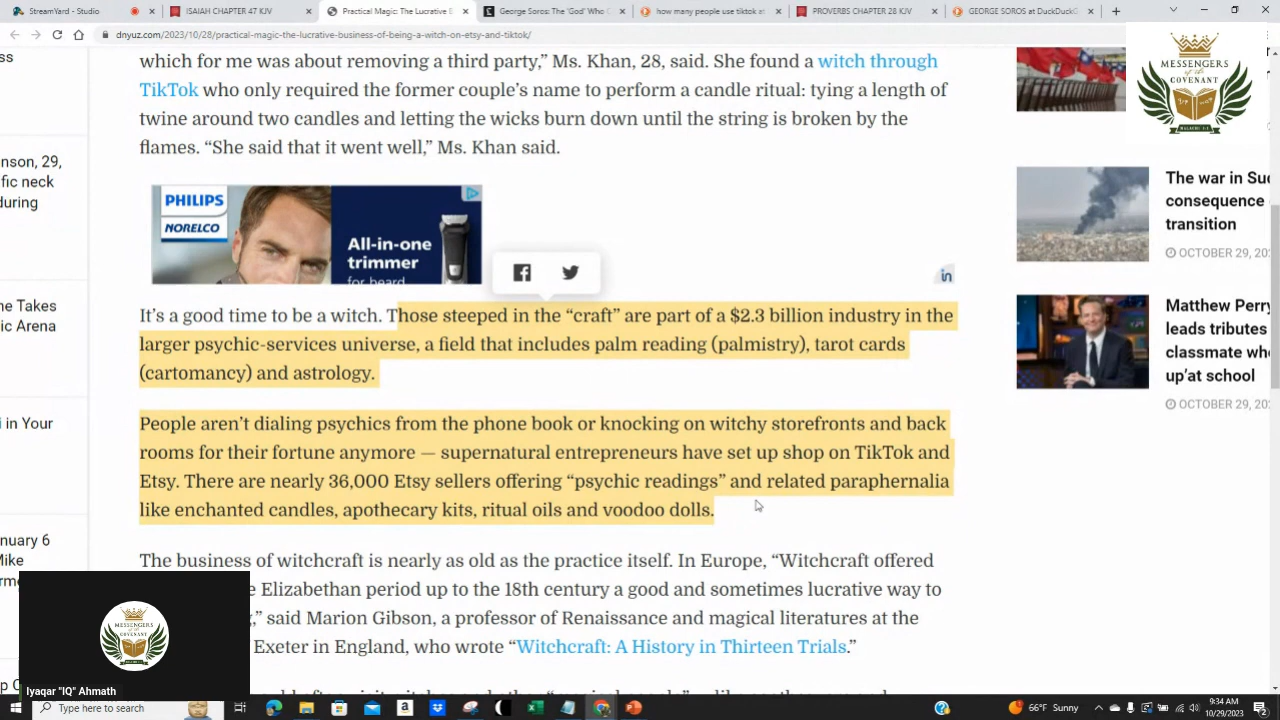 Streaming
ISAIAH CHAPTER 47 KJV
Practical Magic: The Lucrative B
George Soros: The 'God' Who C
how many people use tiktok at
PROVERBS CHAPTER 28 KJV
GEORGE SOROS at DuckDuckG
dnyuz.com/2023/10/28/practical-magic-the-lucrative-business-of-being-a-witch-on-etsy-and-tiktok/
MESSENGERS
of the
COVENANT
which for me was about removing a third party,” Ms. Khan, 28, said. She found a witch through
TikTok who only required the former couple’s name to perform a candle ritual: tying a length of
twine around two candles and letting the wicks burn down until the string is broken by the
flames. “She said that it went well,” Ms. Khan said.
ss
nson, 29,
fic neck
during
ne Takes
ic Arena
i in Your
nuary 6
Mike
PHILIPS
NORELCO
All-in-one
trimmer
for beard
in
It’s a good time to be a witch. Those steeped in the “craft” are part of a $2.3 billion industry in the
larger psychic-services universe, a field that includes palm reading (palmistry), tarot cards
(cartomancy) and astrology.
People aren’t dialing psychics from the phone book or knocking on witchy storefronts and back
rooms for their fortune anymore — supernatural entrepreneurs have set up shop on TikTok and
Etsy. There are nearly 36,000 Etsy sellers offering “psychic readings” and related paraphernalia
like enchanted candles, apothecary kits, ritual oils and voodoo dolls.
The business of witchcraft is nearly as old as the practice itself. In Europe, “Witchcraft offered
e Elizabethan period up to the 18th century a good and sometimes lucrative way to
,” said Marion Gibson, a professor of Renaissance and magical literatures at the
Exeter in England, who wrote “Witchcraft: A History in Thirteen Trials.”
The war in Su
consequence
transition
OCTOBER 29, 20
Matthew Perry
leads tributes
classmate wh
up’at school
OCTOBER 29, 20
MESSENGERS
of the
COVENANT
Iyaqar "IQ" Ahmath
Type here to search
66°F Sunny
9:34 AM
10/29/2023